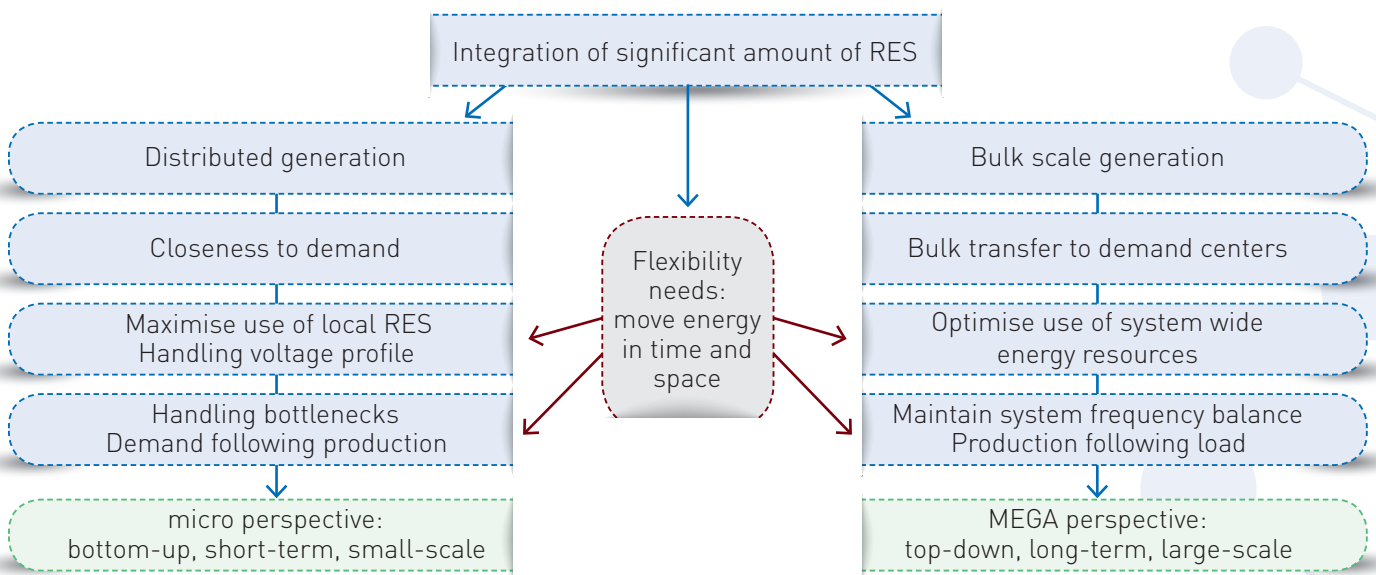 Integration of significant amount of RES
Distributed generation
Closeness to demand
Maximise use of local RES
Handling voltage profile
Handling bottlenecks
Demand following production
micro perspective:
bottom-up, short-term, small-scale
Flexibility
needs:
move energy
in time and
space
Bulk scale generation
Bulk transfer to demand centers
Optimise use of system wide
energy resources
Maintain system frequency balance
Production following load
MEGA perspective:
top-down, long-term, large-scale